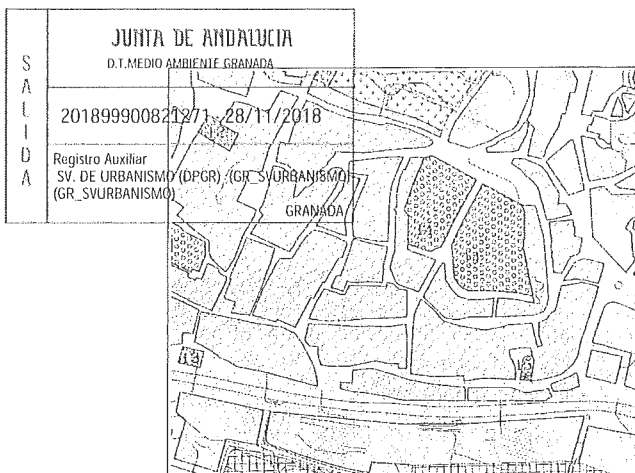 SALIDA
JUNTA DE ANDALUCIA
D.T.MEDIO AMBIENTE GRANADA
201899900821271 - 28/11/2018
Registro Auxiliar
SV. DE URBANISMO (DPGR) (GR_SVURBANISMO)
(GR_SVURBANISMO)
GRANADA